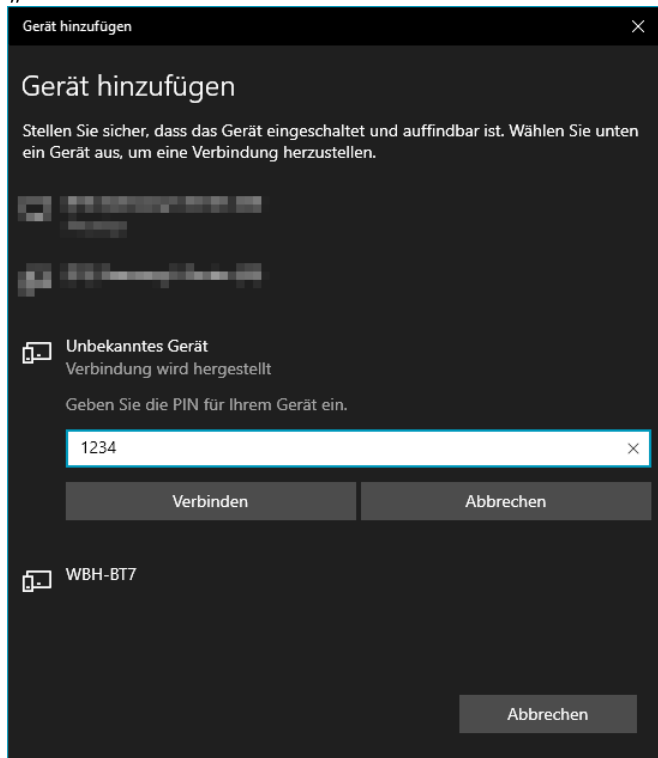 Gerät hinzufügen
Gerät hinzufügen
Stellen Sie sicher, dass das Gerät eingeschaltet und auffindbar ist. Wählen Sie unten
ein Gerät aus, um eine Verbindung herzustellen.
Unbekanntes Gerät
Verbindung wird hergestellt
Geben Sie die PIN für Ihrem Gerät ein.
1234
Verbinden
Abbrechen
WBH-BT7
Abbrechen